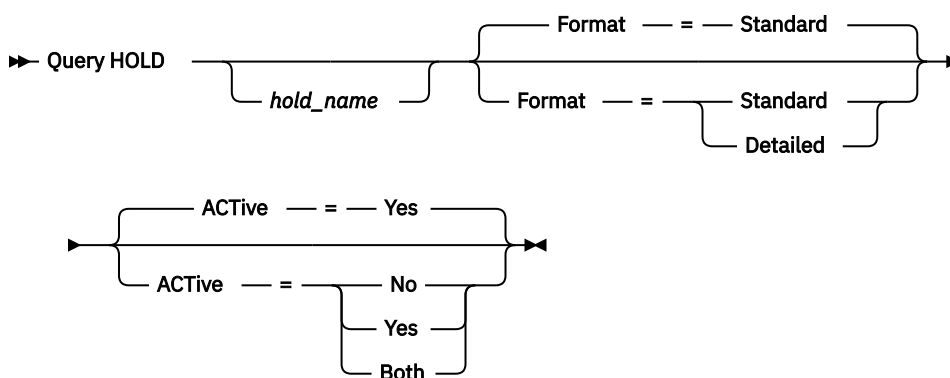 Format = Standard
Query HOLD
hold_name
Format = Standard
Detailed
ACTive = Yes
ACTive = No
Yes
Both